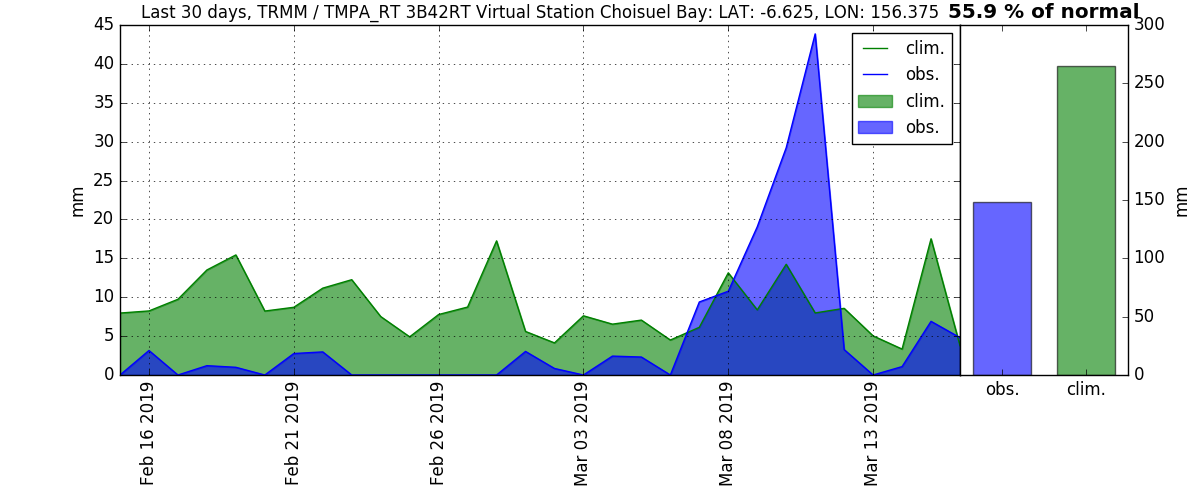 Last 30 days, TRMM / TMPA_RT 3B42RT Virtual Station Choisuel Bay: LAT: -6.625, LON: 156.375 55.9 % of normal
45
40
35
30
25
20
15
10
5
0
mm
Feb 16 2019
Feb 21 2019
Feb 26 2019
Mar 03 2019
Mar 08 2019
Mar 13 2019
clim.
obs.
clim.
obs.
300
250
200
150
100
50
0
mm
obs. clim.